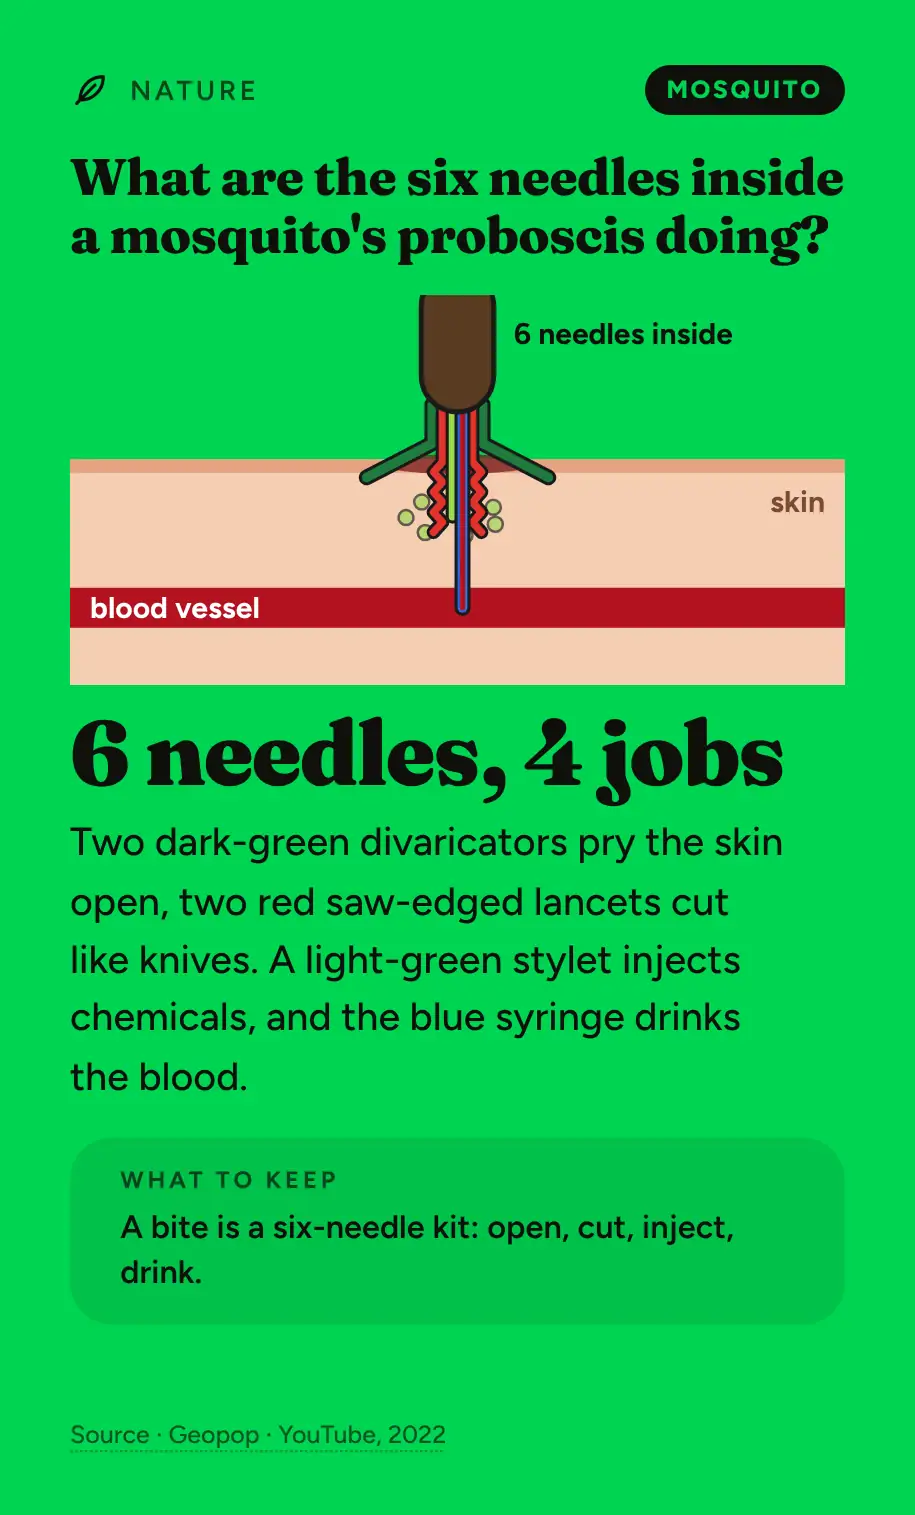 NATURE
MOSQUITO
What are the six needles inside
a mosquito's proboscis doing?
6 needles inside
skin
blood vessel
6 needles, 4 jobs
Two dark-green divaricators pry the skin
open, two red saw-edged lancets cut
like knives. A light-green stylet injects
chemicals, and the blue syringe drinks
the blood.
WHAT TO KEEP
A bite is a six-needle kit: open, cut, inject,
drink.
Source · Geopop · YouTube, 2022